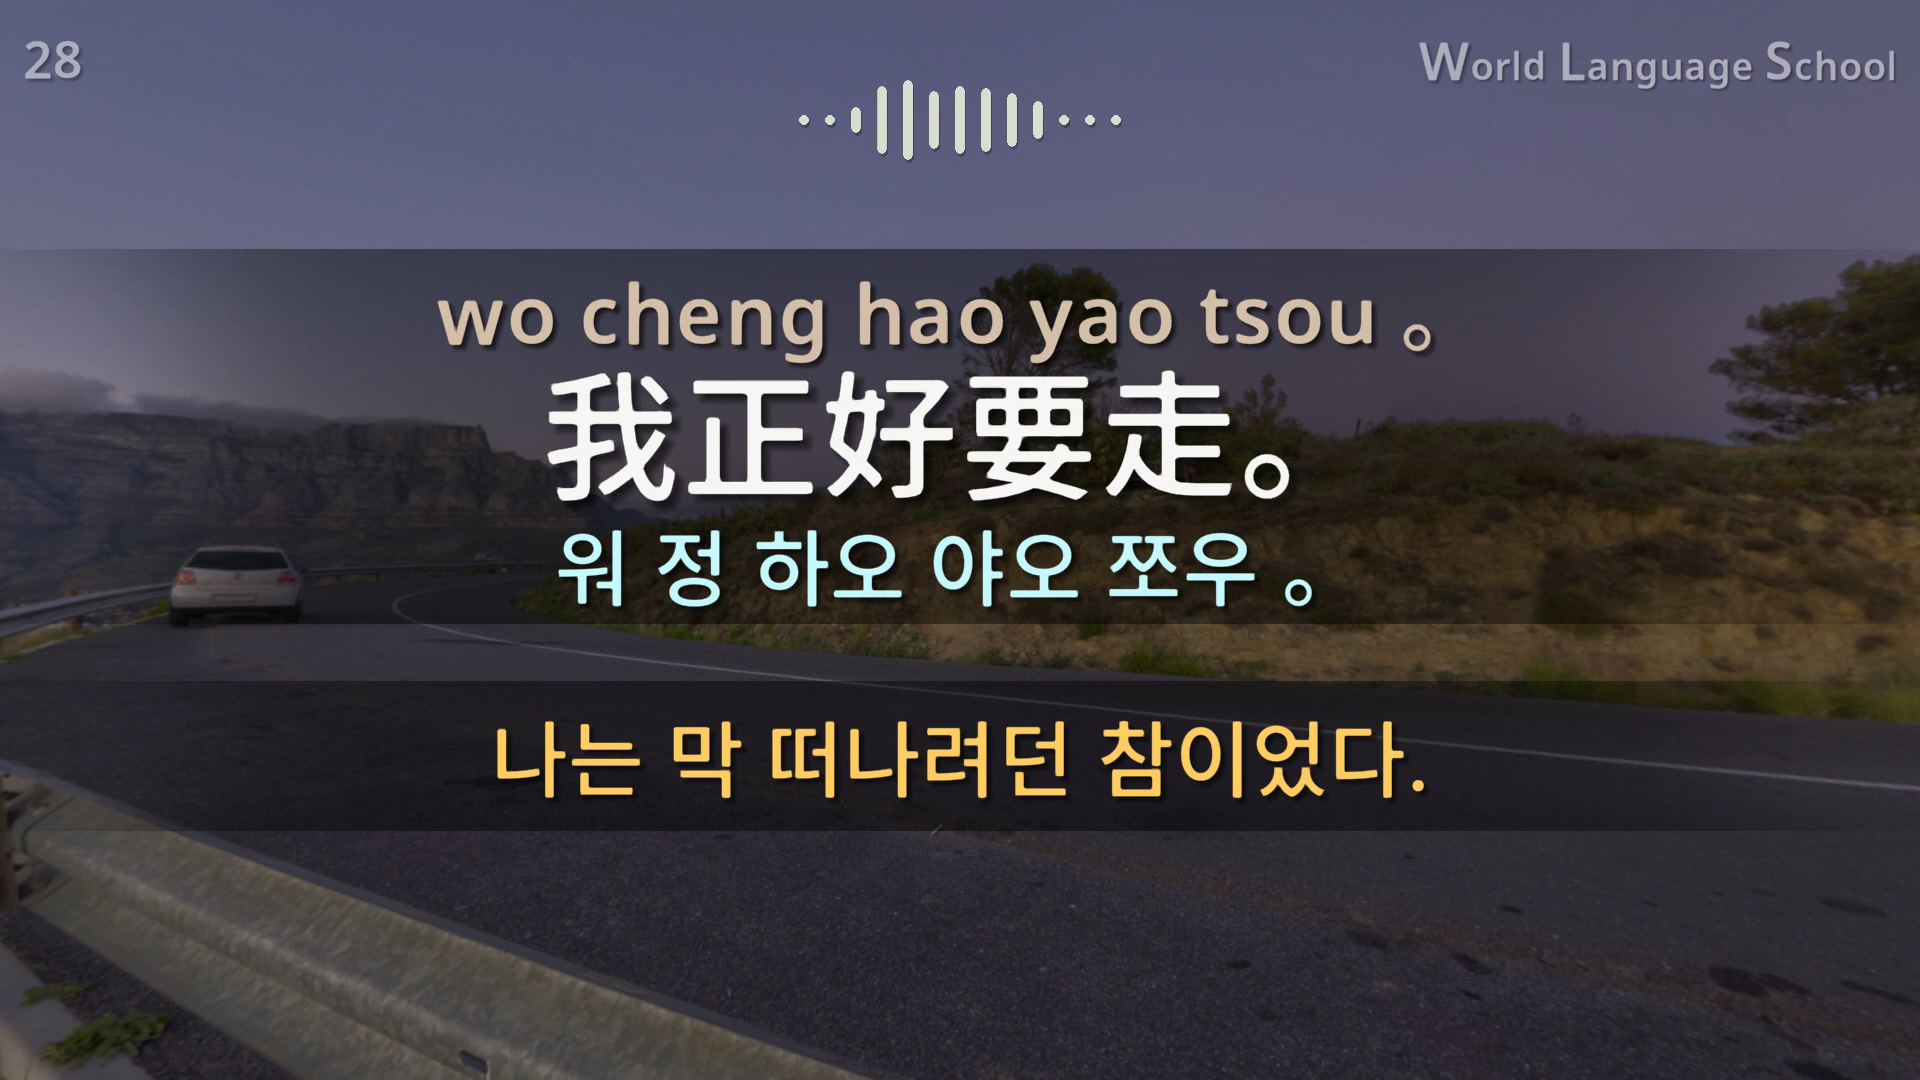 28
World Language School
wo cheng hao yao tsou 。
我正好要走。
워 정 하오 야오 쪼우 。
나는 막 떠나려던 참이었다.